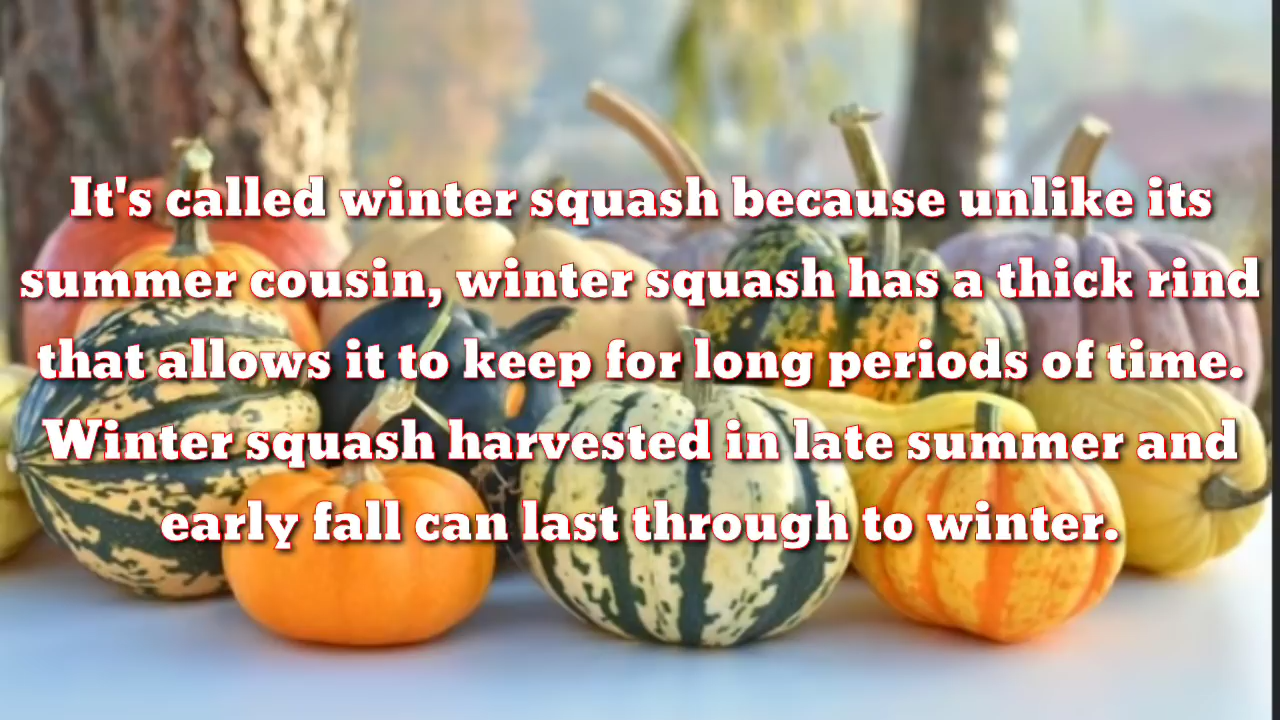 It's called winter squash because unlike its
summer cousin, winter squash has a thick rind
that allows it to keep for long periods of time.
Winter squash harvested in late summer and
early fall can last through to winter.